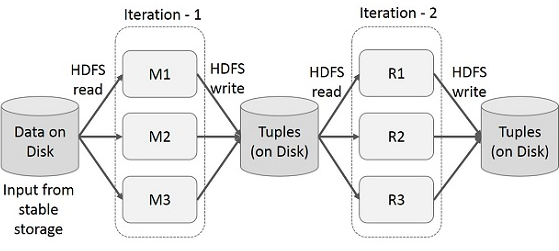 Iteration - 1
Iteration - 2
HDFS
read
M1
HDFS
write
HDFS
read
R1
HDFS
write
Data on
Disk
M2
Tuples
(on Disk)
R2
Tuples
(on Disk)
Input from
stable
storage
M3
R3